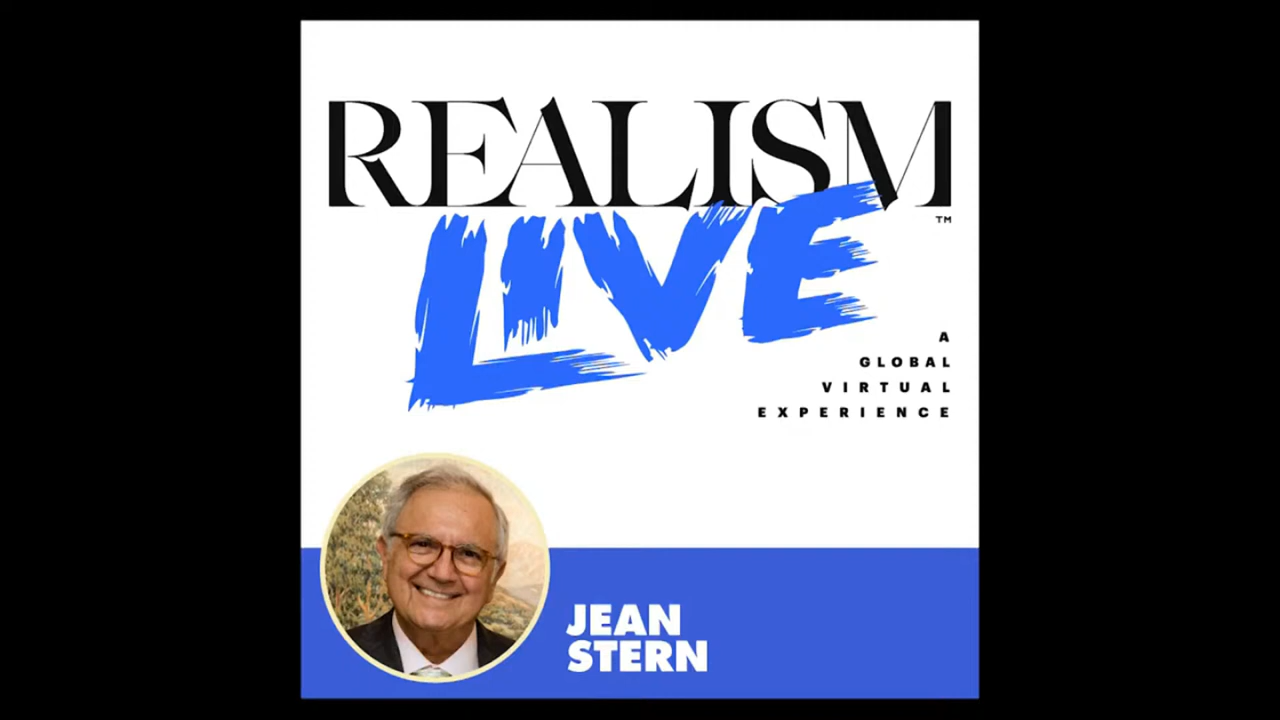 REALISM
LIVE
™
A
GLOBAL
VIRTUAL
EXPERIENCE
JEAN
STERN